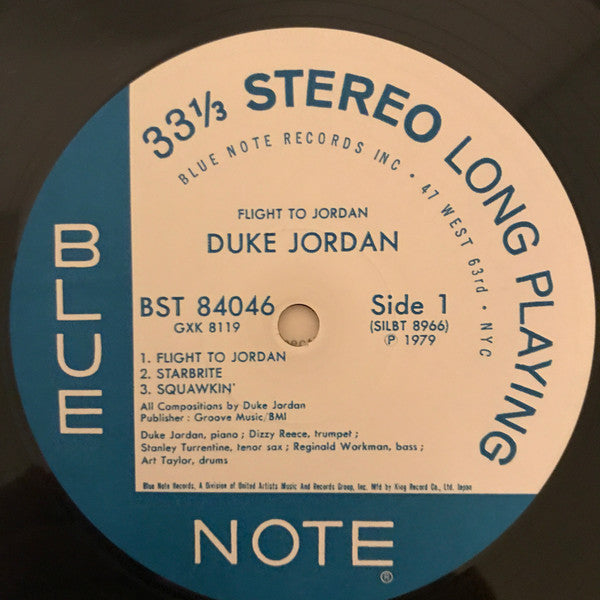 33⅓ STEREO LONG PLAYING
BLUE NOTE RECORDS INC • 47 WEST 63rd • NYC
FLIGHT TO JORDAN
DUKE JORDAN
BST 84046 Side 1
GXK 8119 (SILBT 8966)
℗ 1979
1. FLIGHT TO JORDAN
2. STARBRITE
3. SQUAWKIN'
All Compositions by Duke Jordan
Publisher : Groove Music/BMI
Duke Jordan, piano ; Dizzy Reece, trumpet ;
Stanley Turrentine, tenor sax ; Reginald Workman, bass ;
Art Taylor, drums
Blue Note Records, A Division of United Artists Music And Records Group, Inc. Mfd by King Record Co., Ltd. Japan
BLUE
NOTE
®